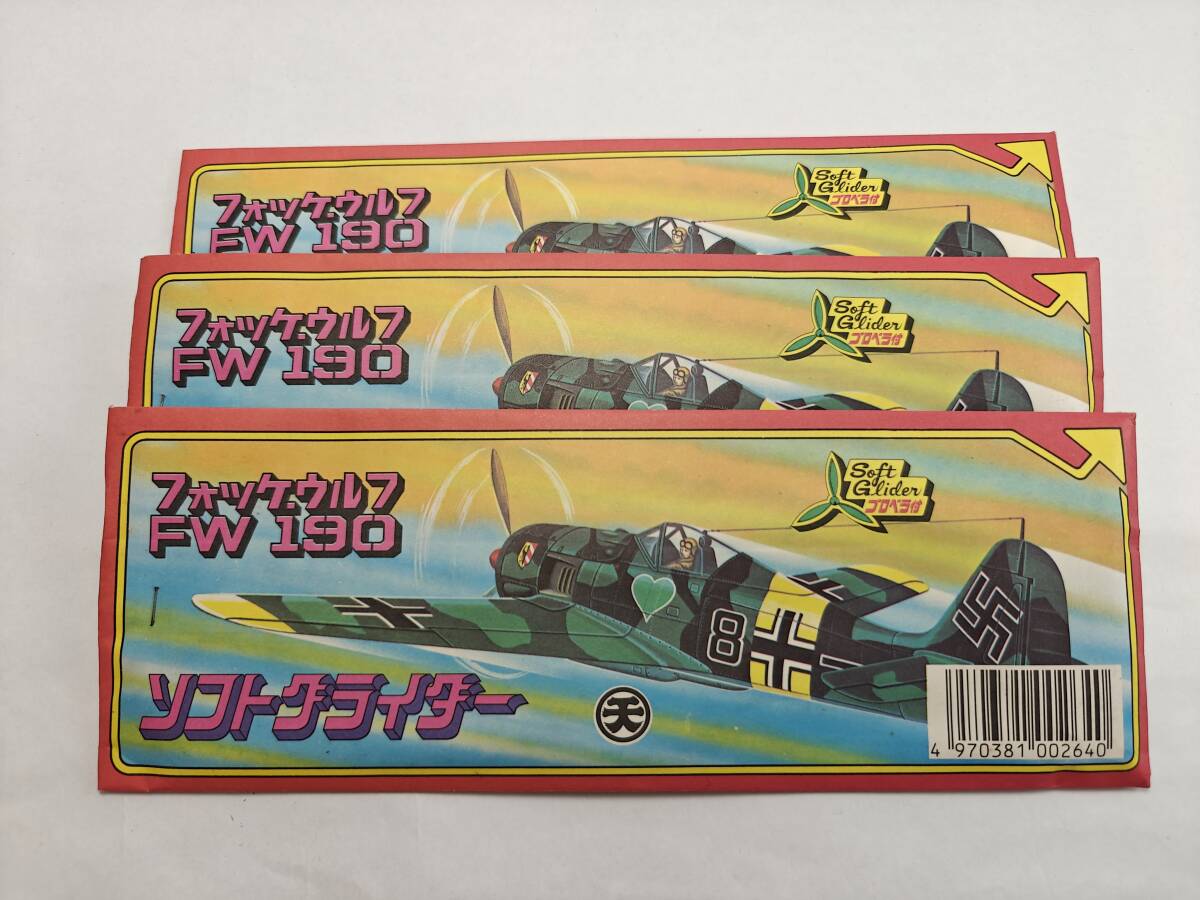 フォッケ.ウルフ
FW 190
Soft
Glider
プロペラ付
フォッケ.ウルフ
FW 190
Soft
Glider
プロペラ付
フォッケ.ウルフ
FW 190
Soft
Glider
プロペラ付
8
ソフトグライダー
天
4 970381 002640